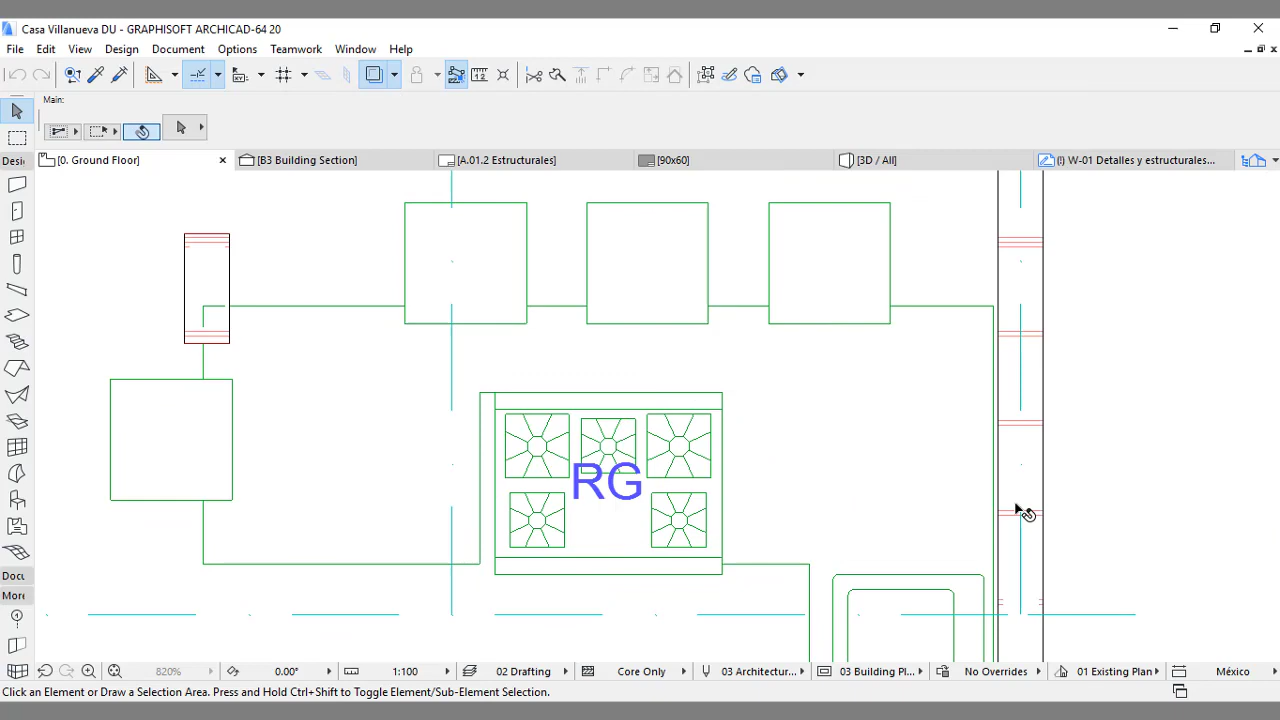 Casa Villanueva DU - GRAPHISOFT ARCHICAD-64 20
File Edit View Design Document Options Teamwork Window Help
Main:
[0. Ground Floor] [B3 Building Section] [A.01.2 Estructurales] [90x60] [3D / All] (!) W-01 Detalles y estructurales...
Desi
RG
Docu
More
820% 0.00° 1:100 02 Drafting Core Only 03 Architectur... 03 Building Pl... No Overrides 01 Existing Plan México
Click an Element or Draw a Selection Area. Press and Hold Ctrl+Shift to Toggle Element/Sub-Element Selection.